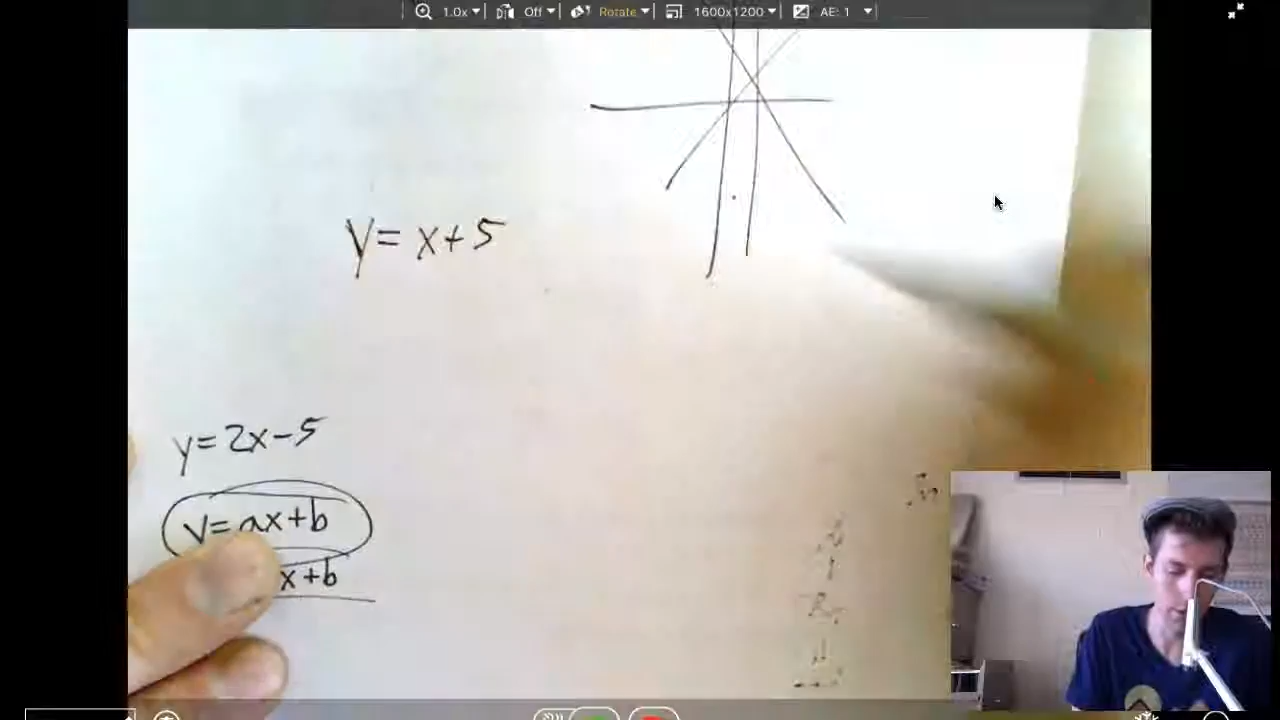 1.0x Off Rotate 1600x1200 AE: 1
y= x+5
y= 2x-5
y= ax+b
x+b